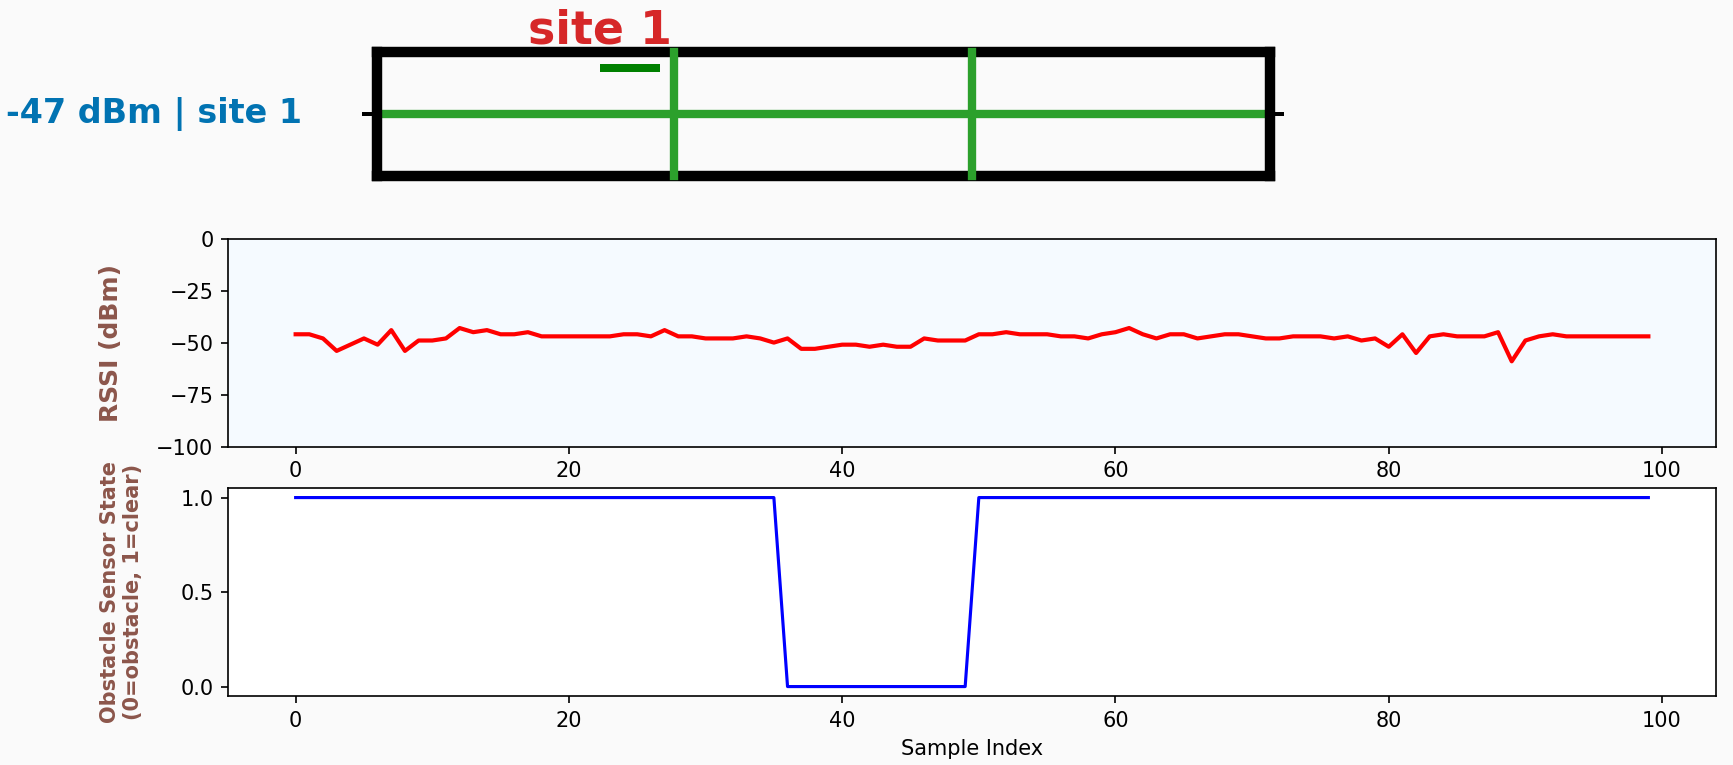 site 1
-47 dBm | site 1
RSSI (dBm)
0
−25
−50
−75
−100
0 20 40 60 80 100
Obstacle Sensor State
(0=obstacle, 1=clear)
1.0
0.5
0.0
0 20 40 60 80 100
Sample Index